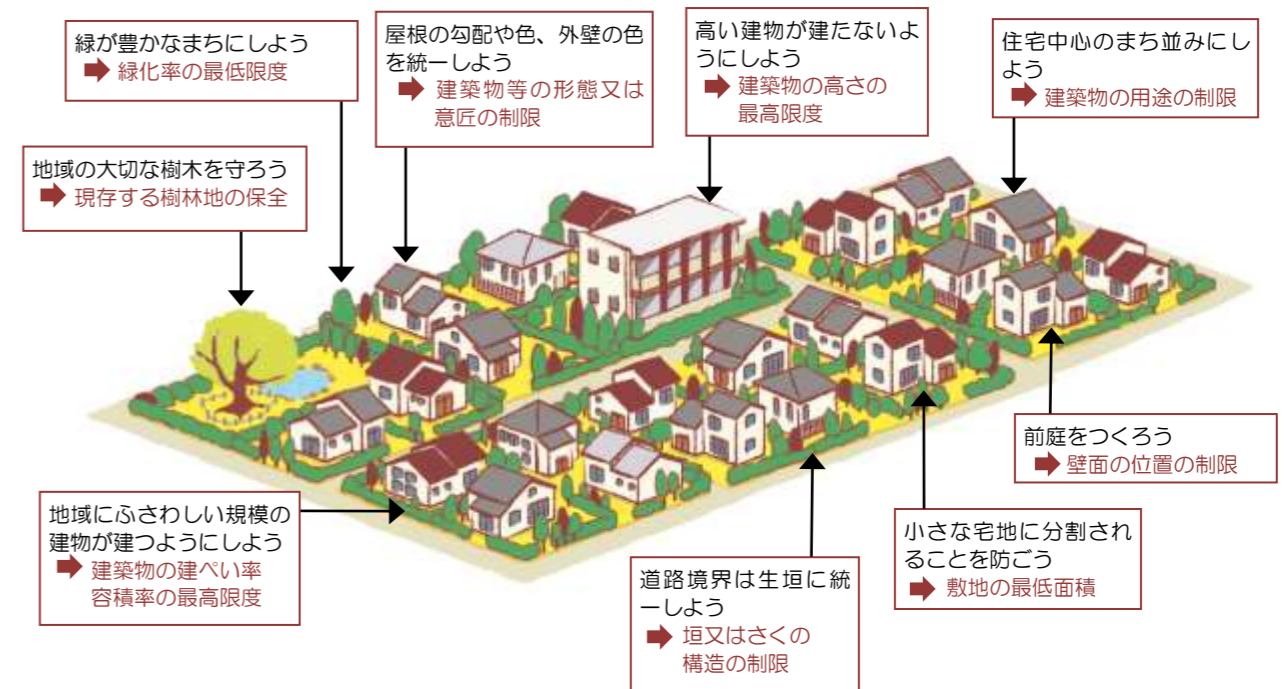 緑が豊かなまちにしよう
➡ 緑化率の最低限度
屋根の勾配や色、外壁の色
を統一しよう
➡ 建築物等の形態又は
意匠の制限
高い建物が建たないよ
うにしよう
➡ 建築物の高さの
最高限度
住宅中心のまち並みにし
よう
➡ 建築物の用途の制限
地域の大切な樹木を守ろう
➡ 現存する樹林地の保全
地域にふさわしい規模の
建物が建つようにしよう
➡ 建築物の建ぺい率
容積率の最高限度
道路境界は生垣に統
一しよう
➡ 垣又はさくの
構造の制限
小さな宅地に分割され
ることを防ごう
➡ 敷地の最低面積
前庭をつくろう
➡ 壁面の位置の制限